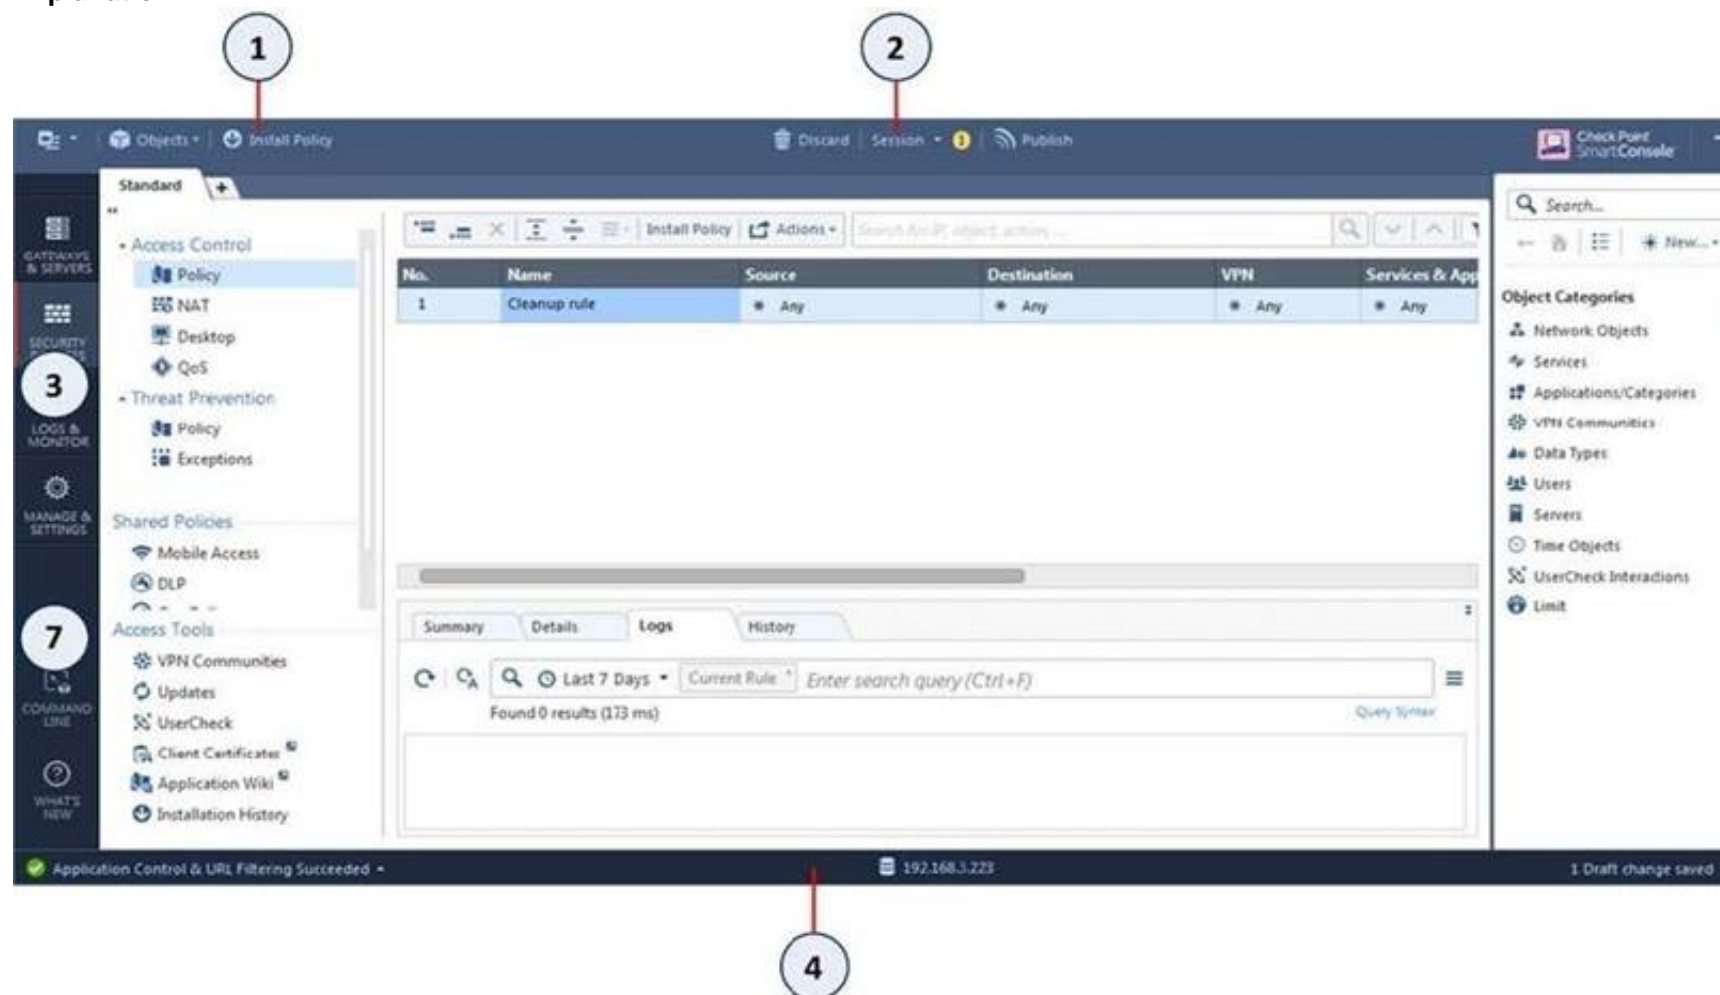 1
2
Objects
Install Policy
Discard
Session
Publish
Check Point
SmartConsole
Standard
+
GATEWAYS
& SERVERS
SECURITY
3
LOGS &
MONITOR
MANAGE &
SETTINGS
7
COMMAND
LINE
WHAT'S
NEW
Access Control
Policy
NAT
Desktop
QoS
Threat Prevention
Policy
Exceptions
Shared Policies
Mobile Access
DLP
Access Tools
VPN Communities
Updates
UserCheck
Client Certificates
Application Wiki
Installation History
Install Policy
Actions
Search for IP, object, action, ...
No. Name Source Destination VPN Services & App
1 Cleanup rule Any Any Any Any
Summary Details Logs History
Last 7 Days Current Rule Enter search query (Ctrl+F)
Found 0 results (173 ms)
Query Syntax
Search...
New...
Object Categories
Network Objects
Services
Applications/Categories
VPN Communities
Data Types
Users
Servers
Time Objects
UserCheck Interactions
Limit
Application Control & URL Filtering Succeeded
192.168.3.223
1 Draft change saved
4